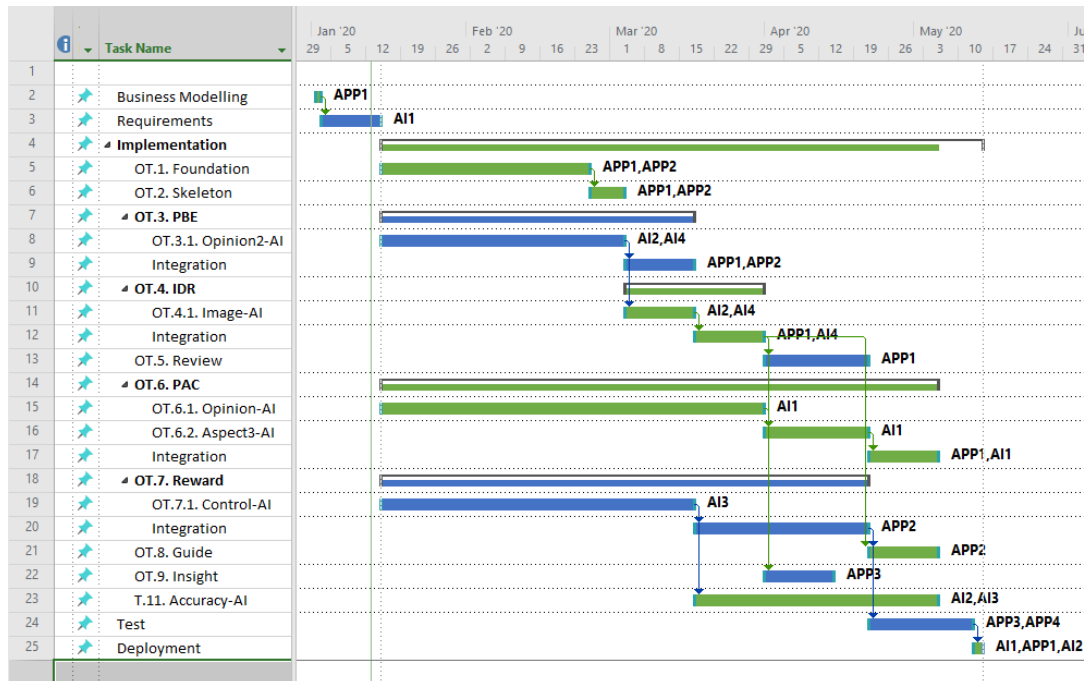 Jan '20 Feb '20 Mar '20 Apr '20 May '20
Task Name 29 5 12 19 26 2 9 16 23 1 8 15 22 29 5 12 19 26 3 10 17 24 31
1
2 Business Modelling APP1
3 Requirements AI1
4 Implementation
5 OT.1. Foundation APP1,APP2
6 OT.2. Skeleton APP1,APP2
7 OT.3. PBE
8 OT.3.1. Opinion2-AI AI2,AI4
9 Integration APP1,APP2
10 OT.4. IDR
11 OT.4.1. Image-AI AI2,AI4
12 Integration APP1,AI4
13 OT.5. Review APP1
14 OT.6. PAC
15 OT.6.1. Opinion-AI AI1
16 OT.6.2. Aspect3-AI AI1
17 Integration APP1,AI1
18 OT.7. Reward
19 OT.7.1. Control-AI AI3
20 Integration APP2
21 OT.8. Guide APP2
22 OT.9. Insight APP3
23 T.11. Accuracy-AI AI2,AI3
24 Test APP3,APP4
25 Deployment AI1,APP1,AI2